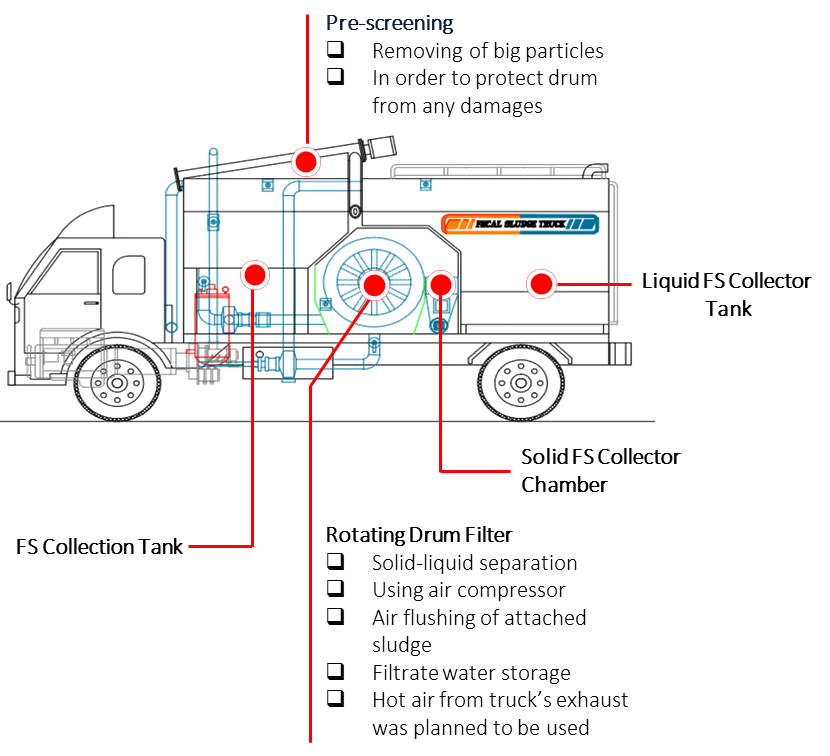 Pre-screening
Removing of big particles
In order to protect drum
from any damages
FECAL SLUDGE TRUCK
Liquid FS Collector
Tank
Solid FS Collector
Chamber
FS Collection Tank
Rotating Drum Filter
Solid-liquid separation
Using air compressor
Air flushing of attached
sludge
Filtrate water storage
Hot air from truck’s exhaust
was planned to be used